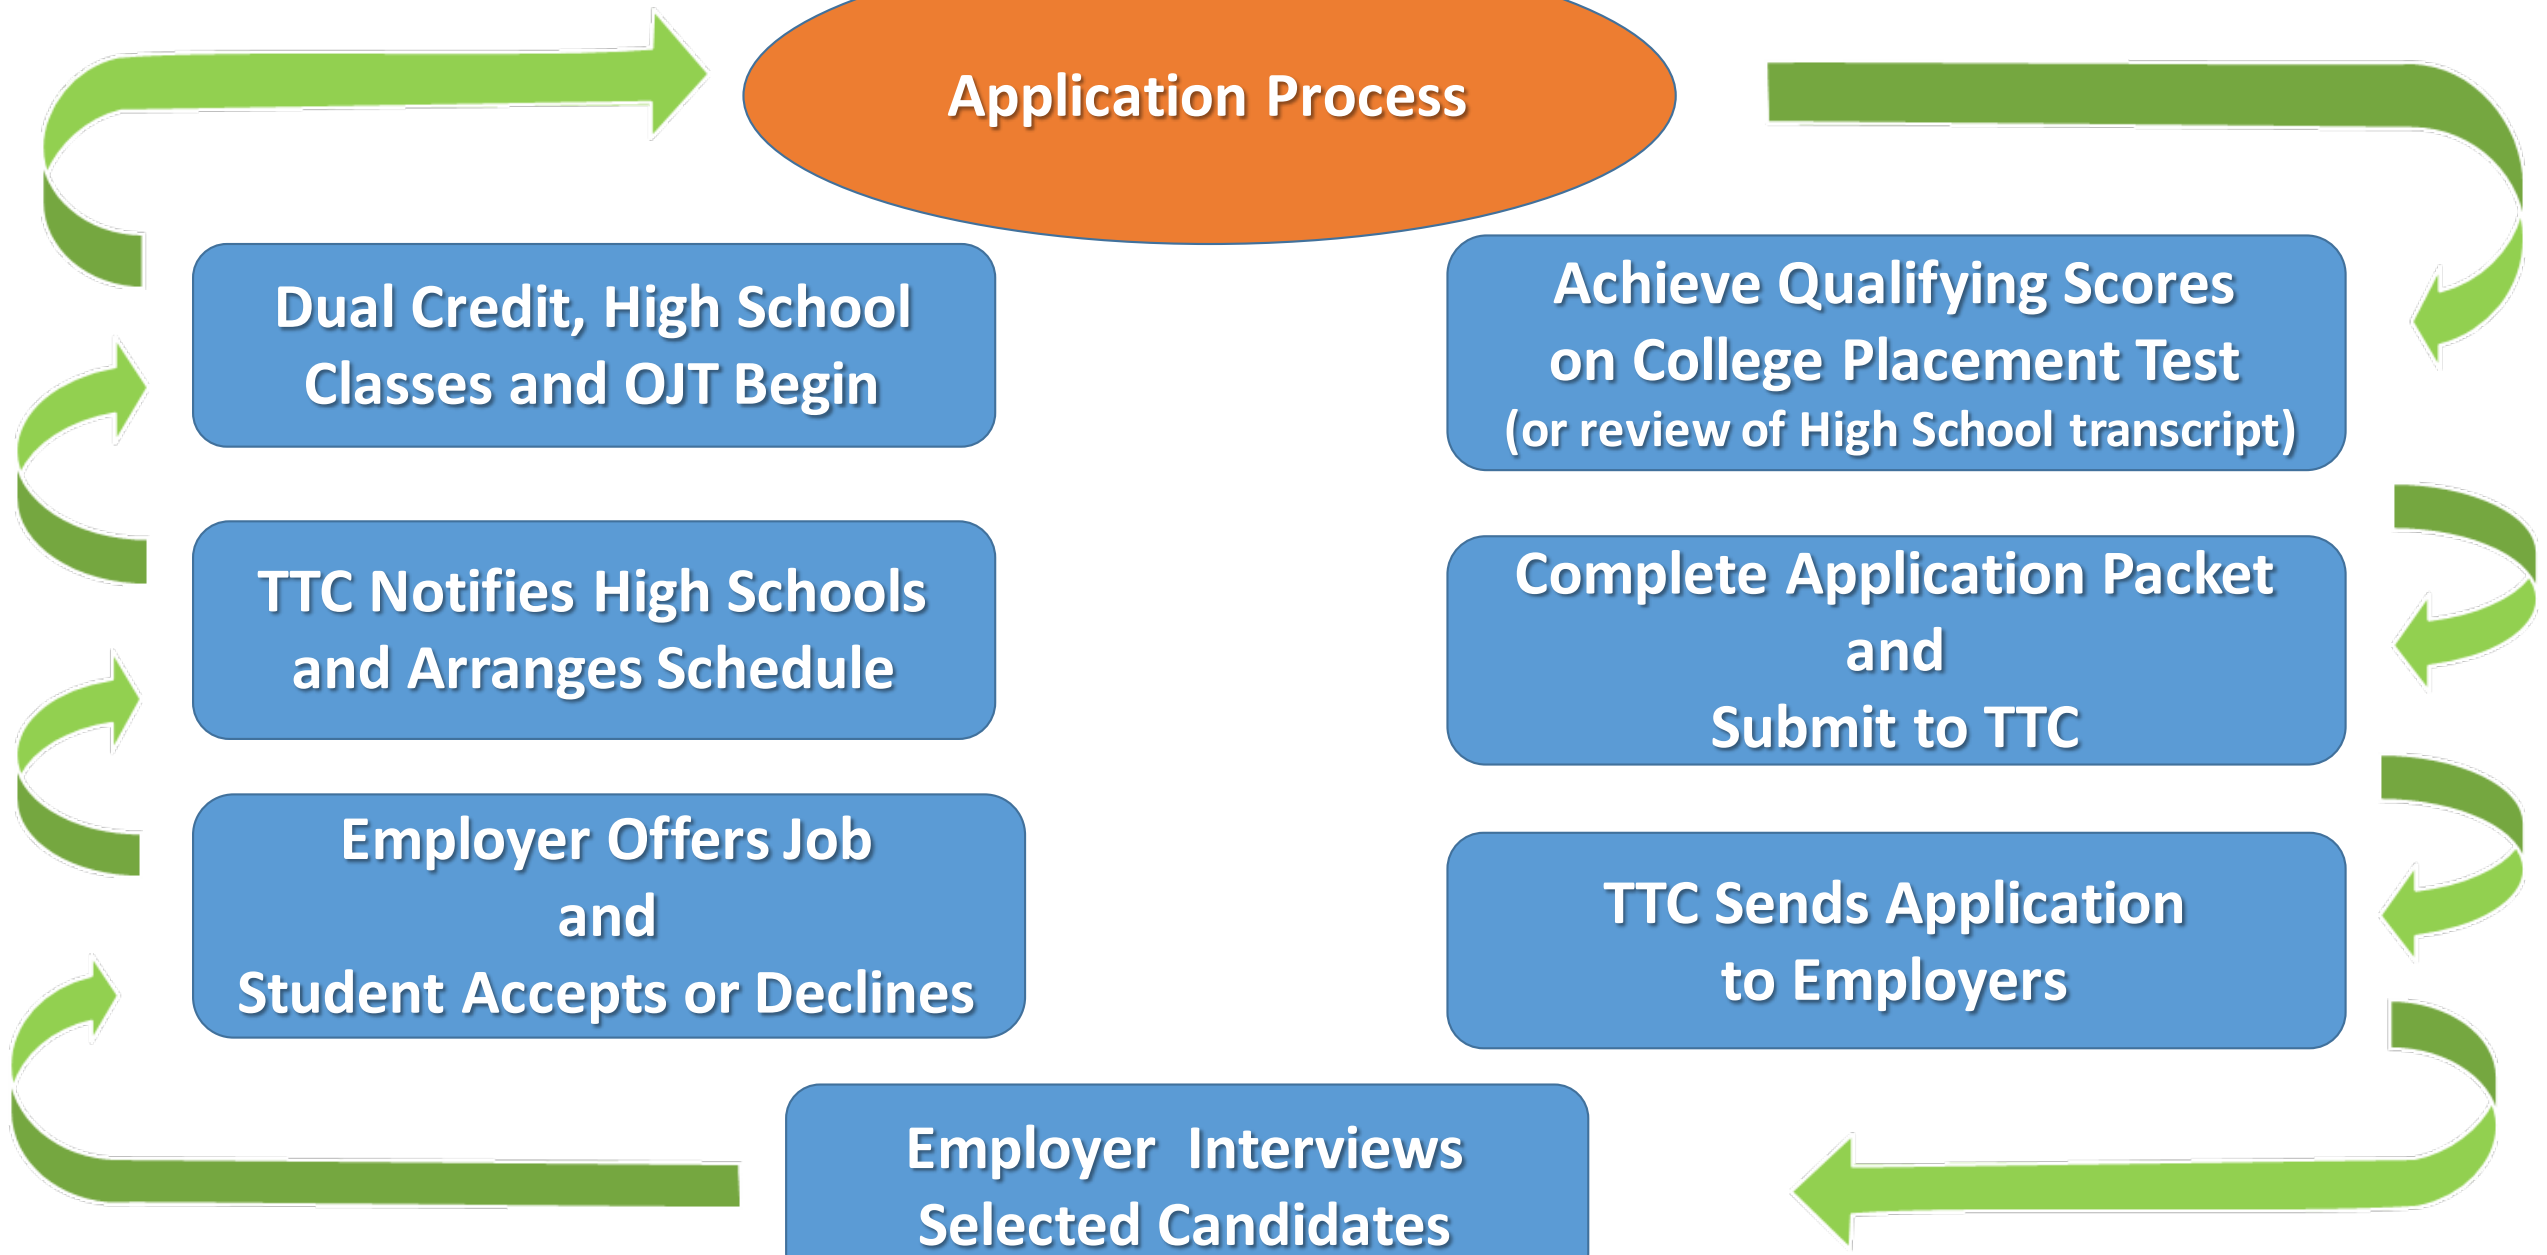 Application Process
Achieve Qualifying Scores
on College Placement Test
(or review of High School transcript)
Complete Application Packet
and
Submit to TTC
TTC Sends Application
to Employers
Employer Interviews
Selected Candidates
Employer Offers Job
and
Student Accepts or Declines
TTC Notifies High Schools
and Arranges Schedule
Dual Credit, High School
Classes and OJT Begin